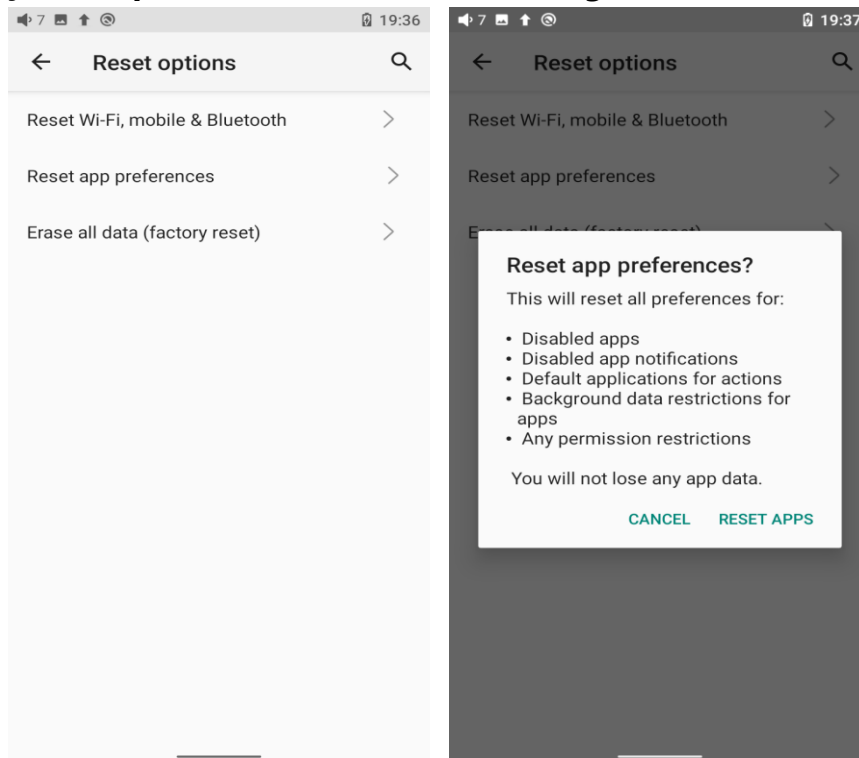 7 19:36
Reset options
Reset Wi-Fi, mobile & Bluetooth
Reset app preferences
Erase all data (factory reset)
7 19:37
Reset options
Reset Wi-Fi, mobile & Bluetooth
Reset app preferences
Reset app preferences?
This will reset all preferences for:
• Disabled apps
• Disabled app notifications
• Default applications for actions
• Background data restrictions for
apps
• Any permission restrictions
You will not lose any app data.
CANCEL RESET APPS